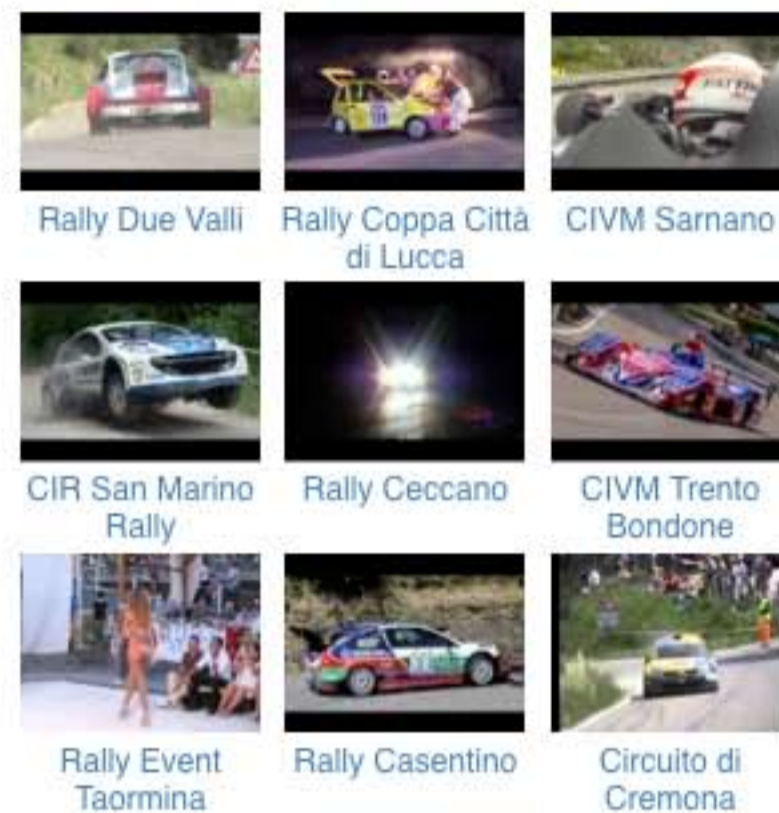 Rally Due Valli
Rally Coppa Città
di Lucca
CIVM Sarnano
CIR San Marino
Rally
Rally Ceccano
CIVM Trento
Bondone
Rally Event
Taormina
Rally Casentino
Circuito di
Cremona